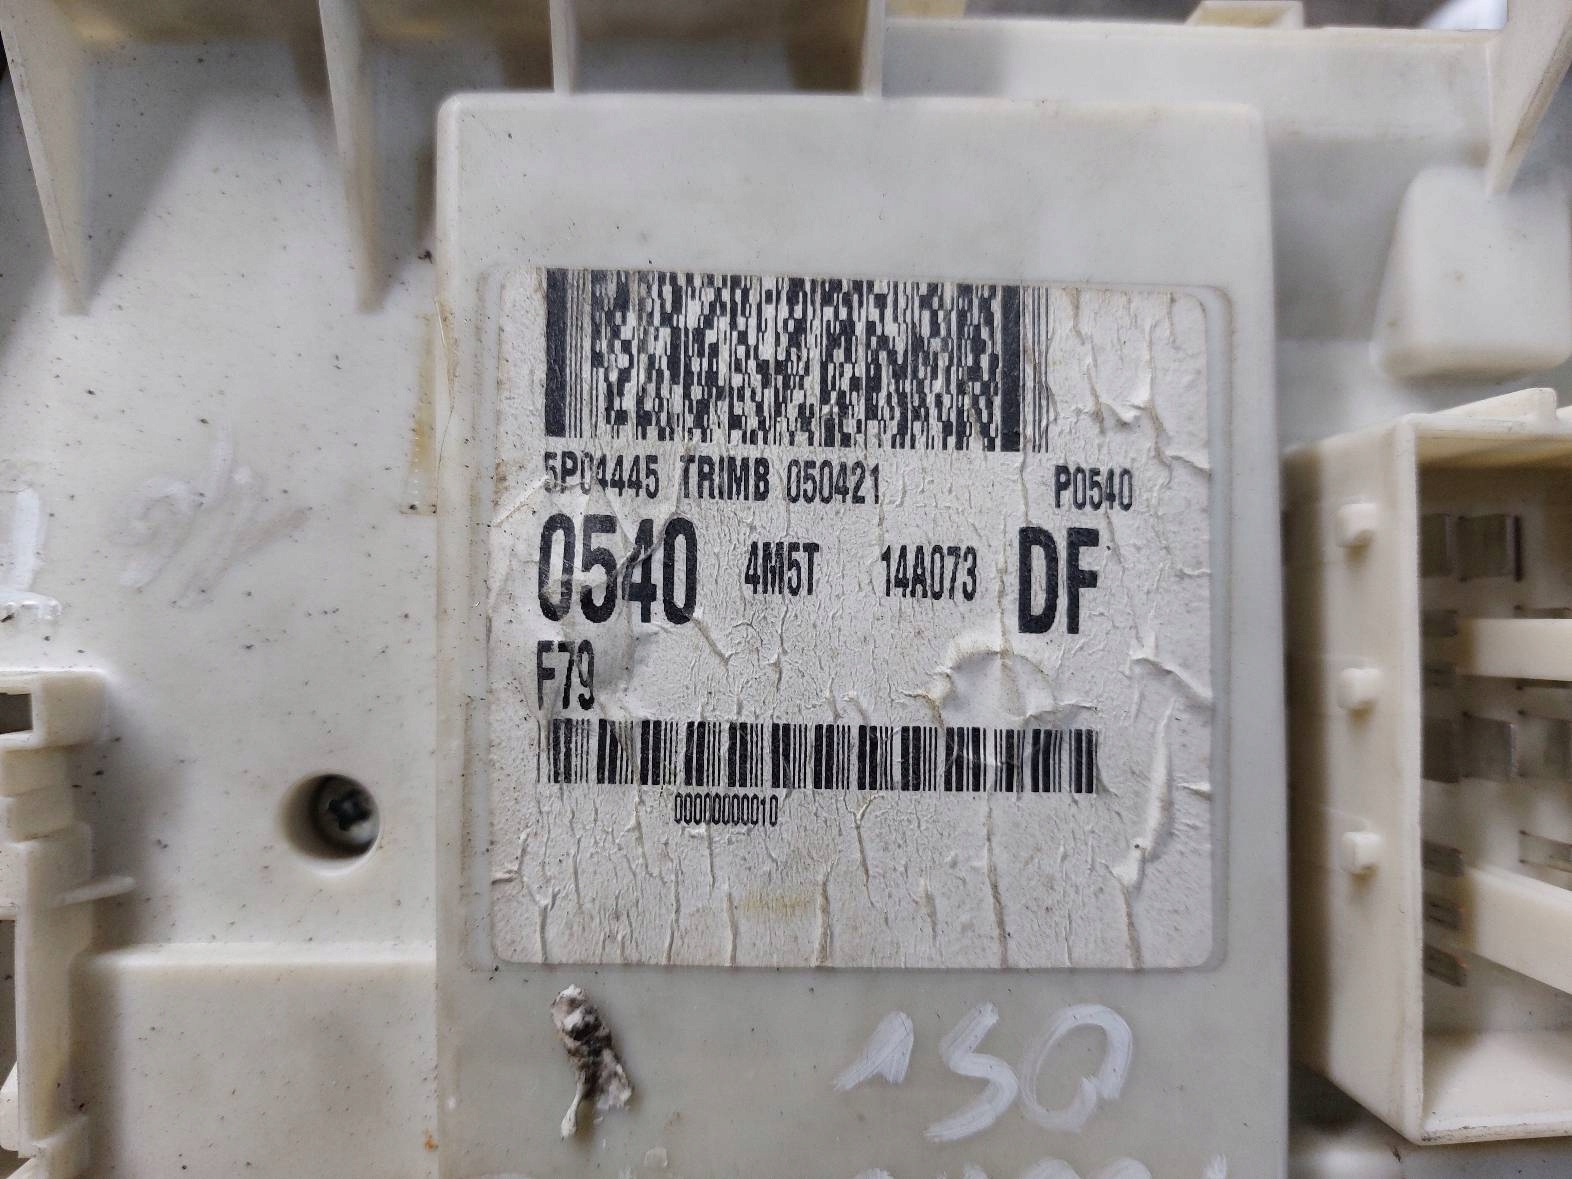 5P04445 TRIMB 050421 P0540
0540 4M5T 14A073 DF
F79
00000000010
150